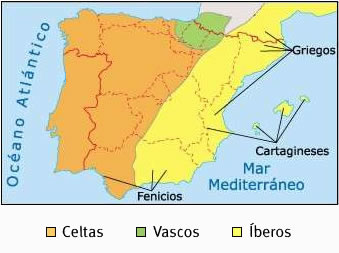 Océano Atlántico
Griegos
Cartagineses
Mar
Mediterráneo
Fenicios
Celtas
Vascos
Íberos